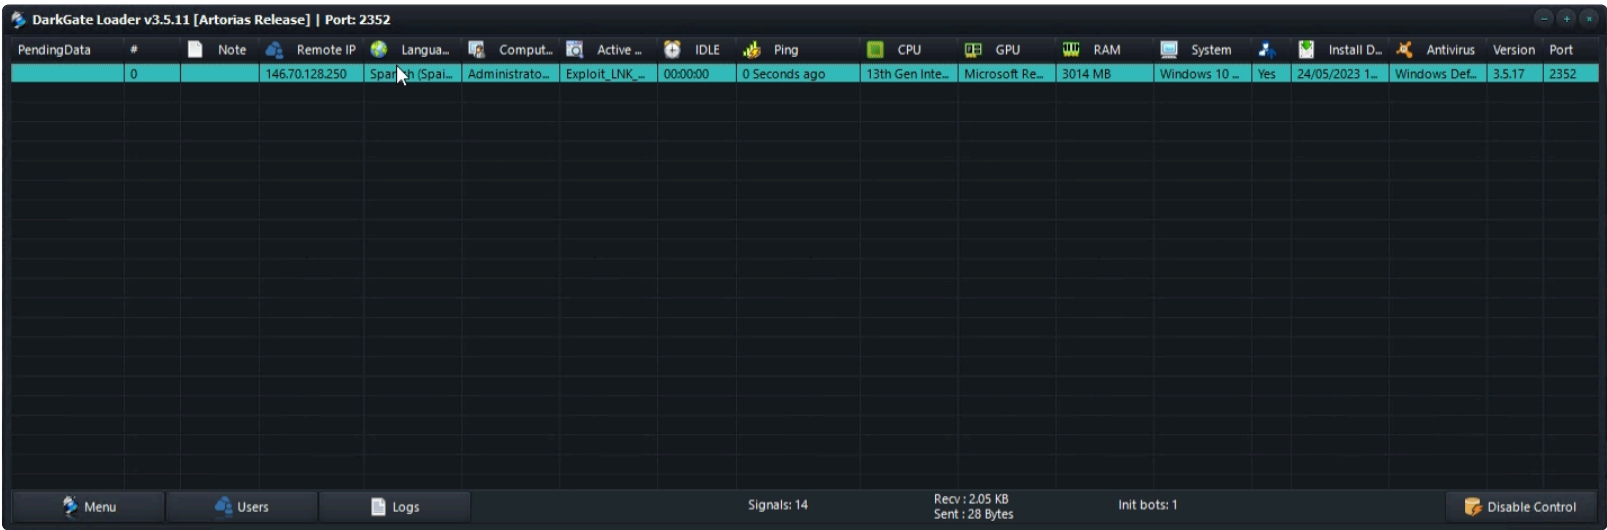 DarkGate Loader v3.5.11 [Artorias Release] | Port: 2352
PendingData # Note Remote IP Langua... Comput... Active ... IDLE Ping CPU GPU RAM System Install D... Antivirus Version Port
0 146.70.128.250 Spanish (Spai... Administrato... Exploit_LNK_... 00:00:00 0 Seconds ago 13th Gen Inte... Microsoft Re... 3014 MB Windows 10 ... Yes 24/05/2023 1... Windows Def... 3.5.17 2352
Menu Users Logs Signals: 14 Recv : 2.05 KB Init bots: 1 Disable Control
Sent : 28 Bytes